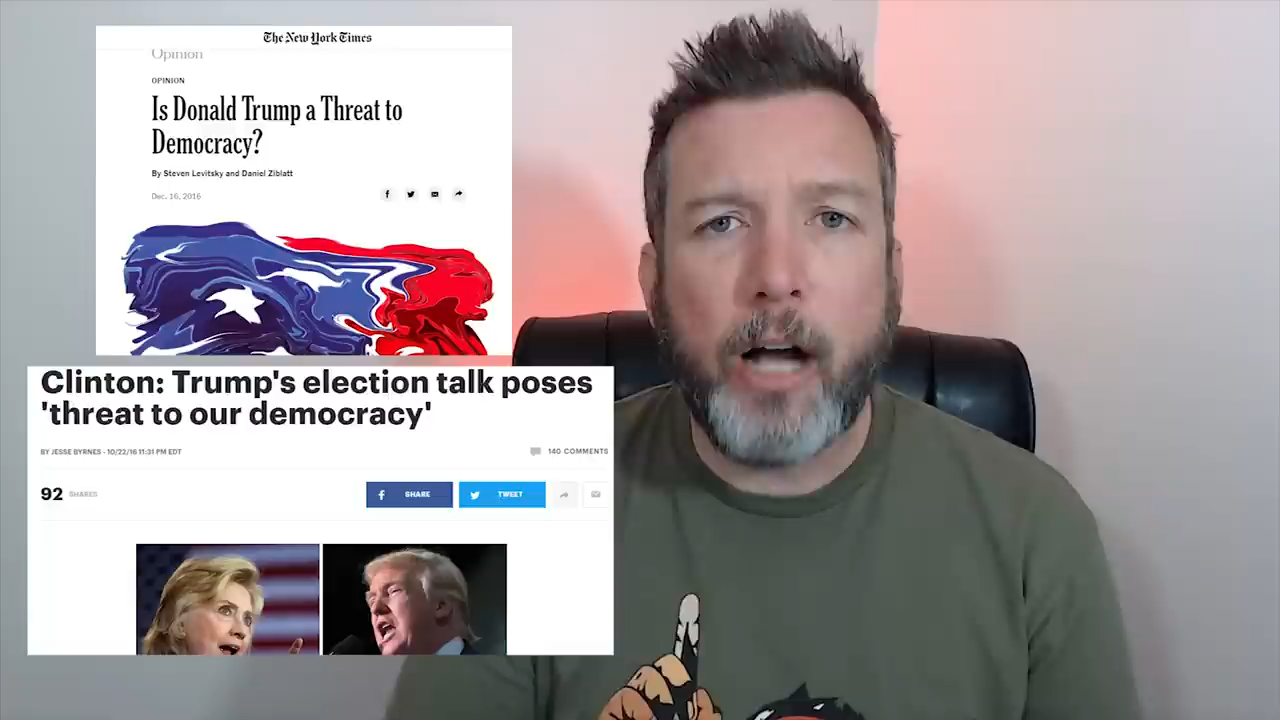 The New York Times
Opinion
OPINION
Is Donald Trump a Threat to
Democracy?
By Steven Levitsky and Daniel Ziblatt
Dec. 16, 2016
Clinton: Trump's election talk poses
'threat to our democracy'
BY JESSE BYRNES - 10/22/16 11:31 PM EDT
140 COMMENTS
92 SHARES
SHARE
TWEET